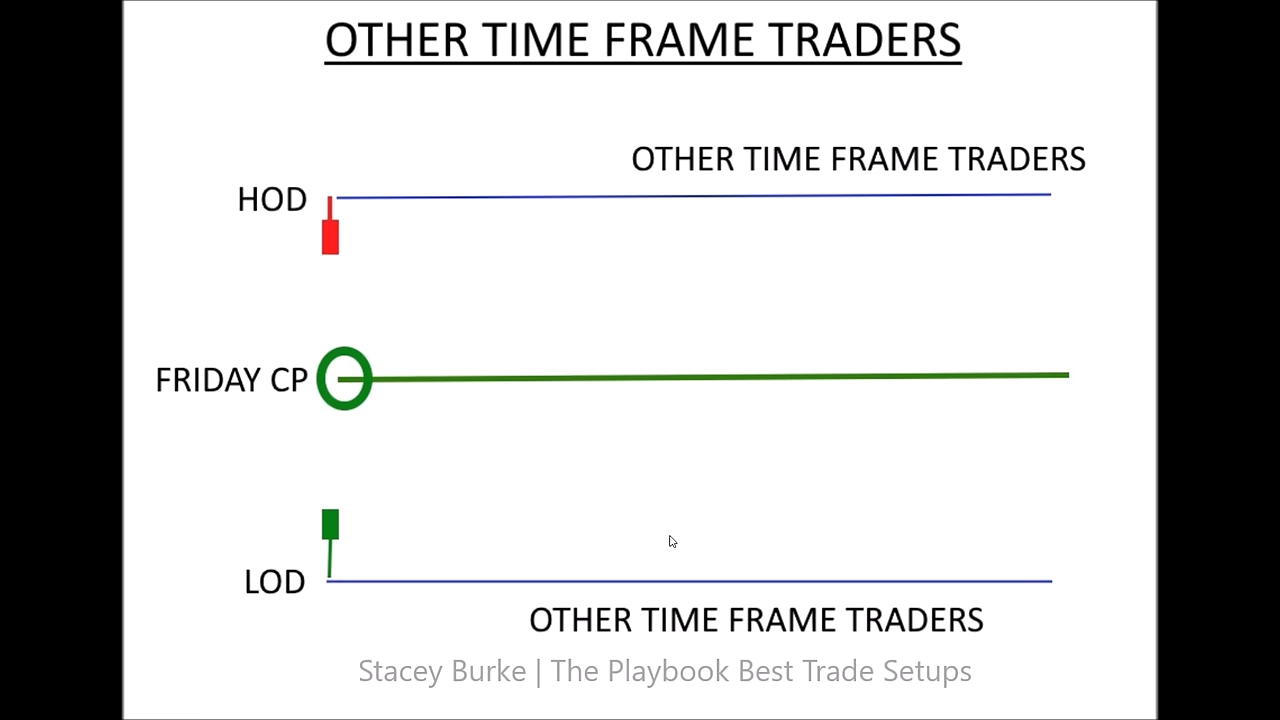 OTHER TIME FRAME TRADERS
OTHER TIME FRAME TRADERS
HOD
FRIDAY CP
LOD
OTHER TIME FRAME TRADERS
Stacey Burke | The Playbook Best Trade Setups